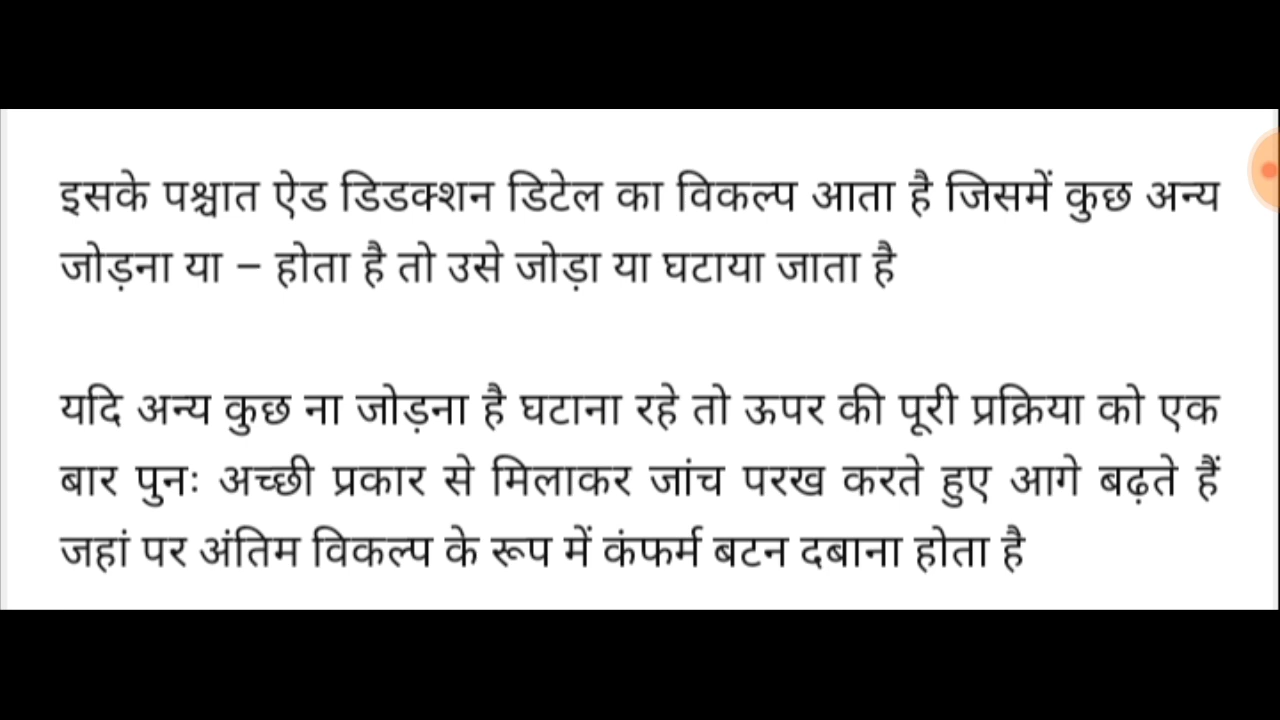 इसके पश्चात ऐड डिडक्शन डिटेल का विकल्प आता है जिसमें कुछ अन्य
जोड़ना या – होता है तो उसे जोड़ा या घटाया जाता है
यदि अन्य कुछ ना जोड़ना है घटाना रहे तो ऊपर की पूरी प्रक्रिया को एक
बार पुनः अच्छी प्रकार से मिलाकर जांच परख करते हुए आगे बढ़ते हैं
जहां पर अंतिम विकल्प के रूप में कंफर्म बटन दबाना होता है